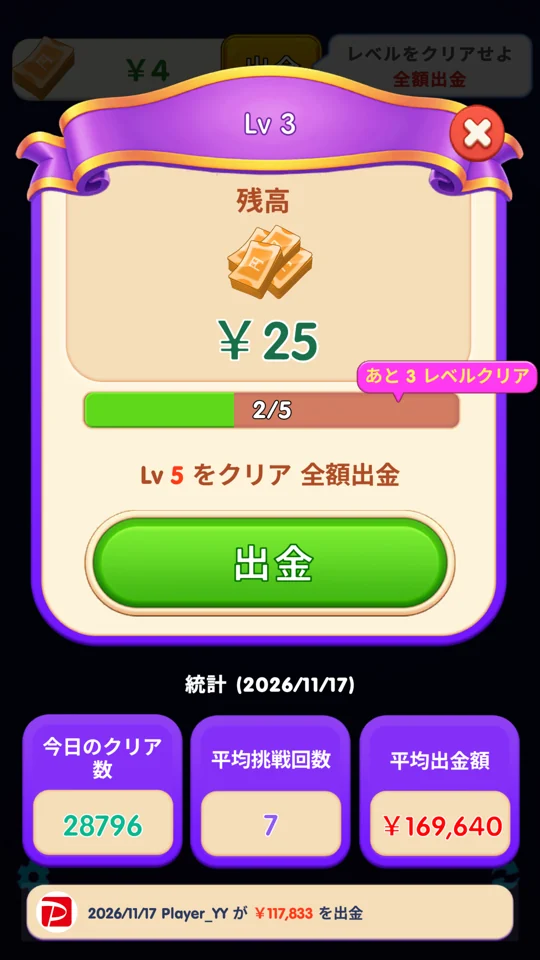 ¥4
出金
レベルをクリアせよ
全額出金
Lv 3
残高
¥25
あと 3 レベルクリア
2/5
Lv 5 をクリア 全額出金
出金
統計 (2026/11/17)
今日のクリア
数
28796
平均挑戦回数
7
平均出金額
¥169,640
2026/11/17 Player_YY が ¥117,833 を出金